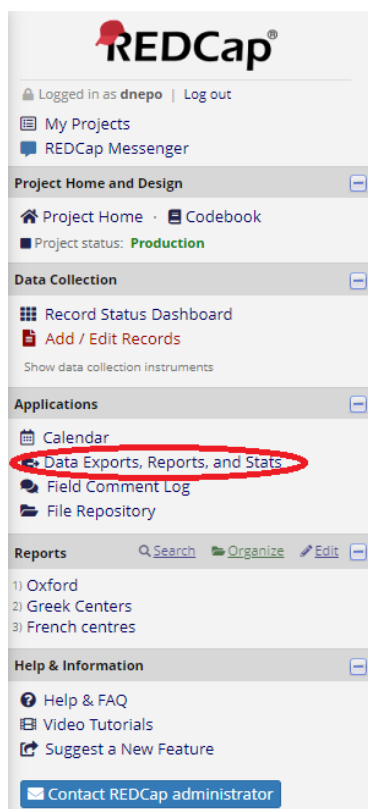 REDCap®
Logged in as dnepo | Log out
My Projects
REDCap Messenger
Project Home and Design
Project Home · Codebook
Project status: Production
Data Collection
Record Status Dashboard
Add / Edit Records
Show data collection instruments
Applications
Calendar
Data Exports, Reports, and Stats
Field Comment Log
File Repository
Reports Search Organize Edit
1) Oxford
2) Greek Centers
3) French centres
Help & Information
Help & FAQ
Video Tutorials
Suggest a New Feature
Contact REDCap administrator